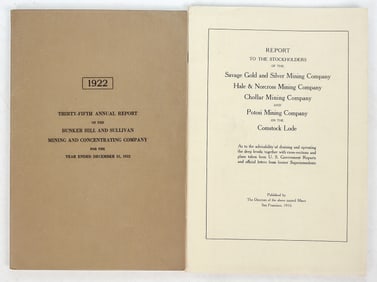 1922
THIRTY-FIFTH ANNUAL REPORT
OF THE
BUNKER HILL AND SULLIVAN
MINING AND CONCENTRATING COMPANY
FOR THE
YEAR ENDED DECEMBER 31, 1922
REPORT
TO THE STOCKHOLDERS
OF THE
Savage Gold and Silver Mining Company
Hale & Norcross Mining Company
Chollar Mining Company
AND
Potosi Mining Company
ON THE
Comstock Lode
As to the advisability of draining and operating
the deep levels; together with cross-sections and
plans taken from U. S. Government Reports
and official letters from former Superintendents
Published by
The Directors of the above named Mines
San Francisco, 1916